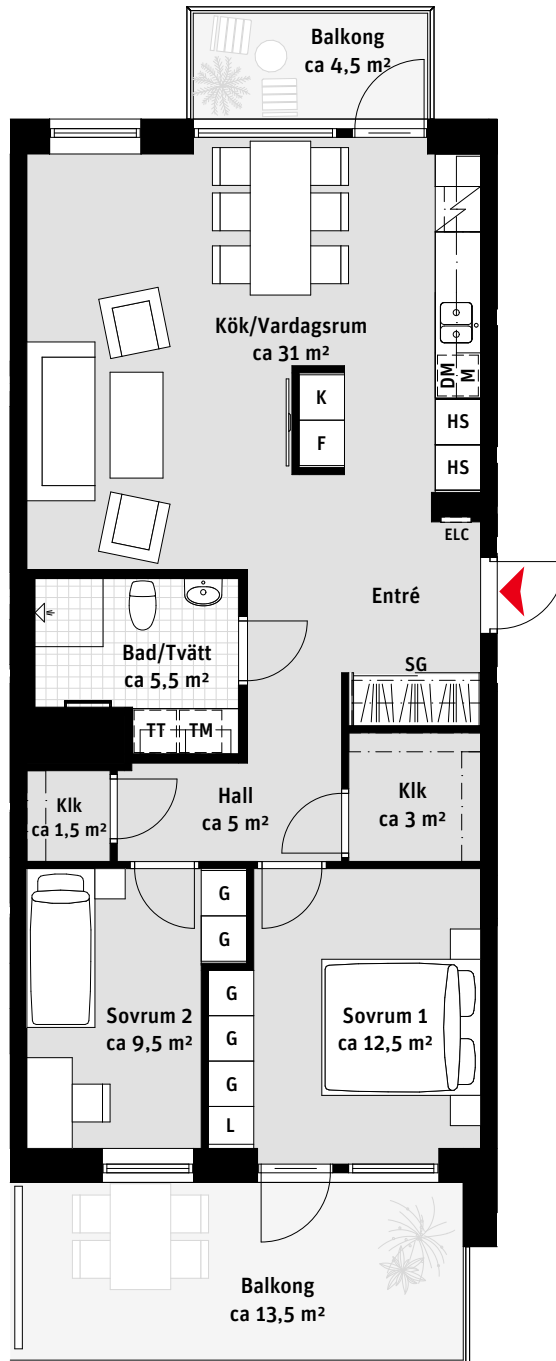 Balkong
ca 4,5 m²
Kök/Vardagsrum
ca 31 m²
K
F
DM
M
HS
HS
ELC
Entré
SG
Bad/Tvätt
ca 5,5 m²
TT
TM
Klk
ca 1,5 m²
Hall
ca 5 m²
Klk
ca 3 m²
G
G
G
G
G
L
Sovrum 2
ca 9,5 m²
Sovrum 1
ca 12,5 m²
Balkong
ca 13,5 m²